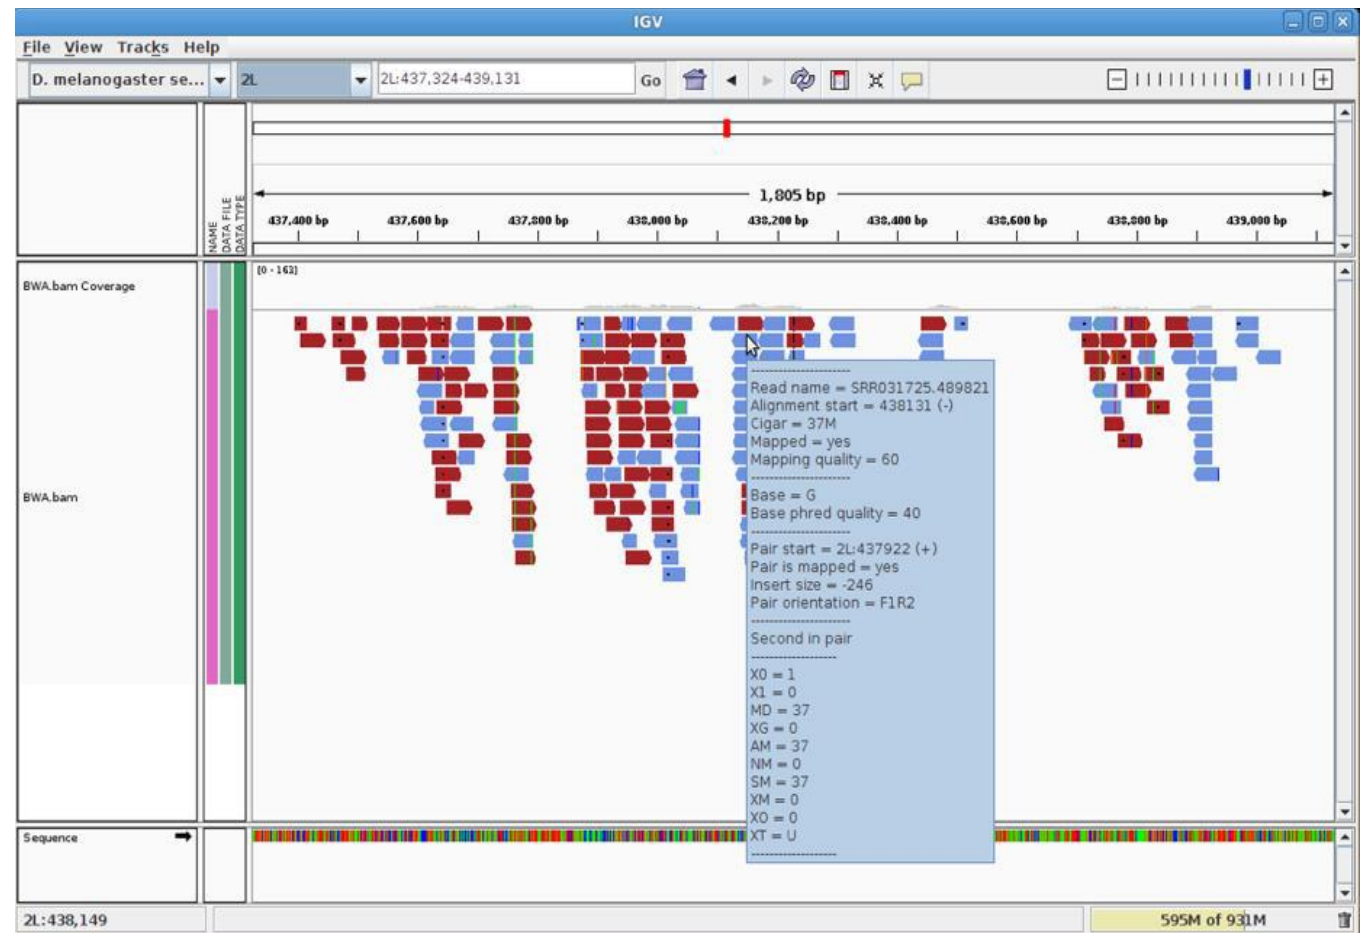 IGV
File View Tracks Help
D. melanogaster se... 2L 2L:437,324-439,131 Go
NAME
DATA FILE
DATA TYPE
1,805 bp
437,400 bp 437,600 bp 437,800 bp 438,000 bp 438,200 bp 438,400 bp 438,600 bp 438,800 bp 439,000 bp
[0 - 163]
BWA.bam Coverage
BWA.bam
----------------------
Read name = SRR031725.489821
Alignment start = 438131 (-)
Cigar = 37M
Mapped = yes
Mapping quality = 60
----------------------
Base = G
Base phred quality = 40
----------------------
Pair start = 2L:437922 (+)
Pair is mapped = yes
Insert size = -246
Pair orientation = F1R2
----------------------
Second in pair
-------------------
X0 = 1
X1 = 0
MD = 37
XG = 0
AM = 37
NM = 0
SM = 37
XM = 0
XO = 0
XT = U
-------------------
Sequence
2L:438,149
595M of 931M